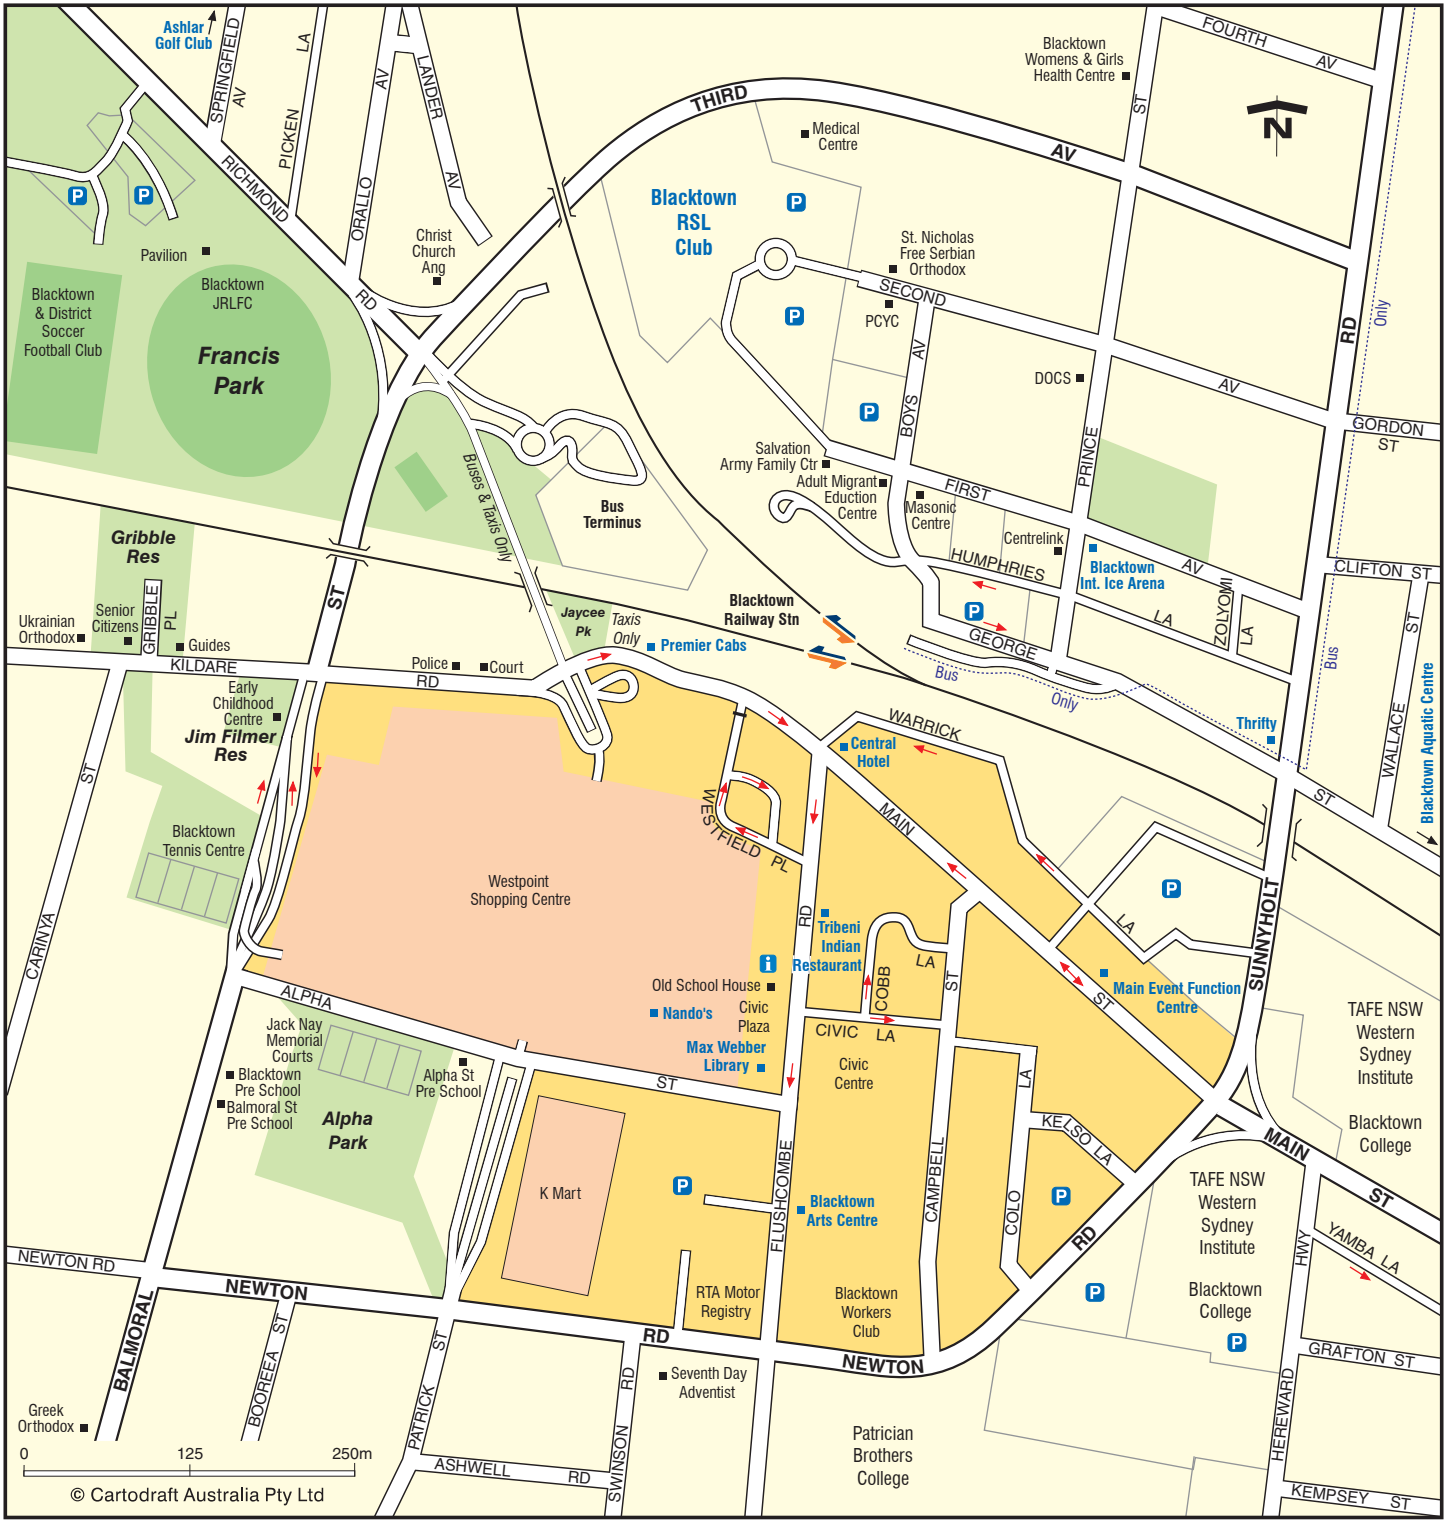 Ashlar
Golf Club
SPRINGFIELD
AV
PICKEN
LA
ORALLO
AV
LANDER
AV
RICHMOND
RD
THIRD
AV
Blacktown
Womens & Girls
Health Centre
ST
FOURTH
AV
N
Medical
Centre
P
P
P
Blacktown
RSL
Club
Pavilion
Christ
Church
Ang
St. Nicholas
Free Serbian
Orthodox
SECOND
AV
PCYC
Blacktown
& District
Soccer
Football Club
Blacktown
JRLFC
Francis
Park
P
P
BOYS
AV
DOCS
PRINCE
RD
Only
GORDON
ST
Salvation
Army Family Ctr
Adult Migrant
Eduction
Centre
FIRST
AV
Masonic
Centre
Centrelink
Blacktown
Int. Ice Arena
HUMPHRIES
LA
ZOLYOMI
LA
CLIFTON ST
Buses & Taxis Only
Bus
Terminus
Gribble
Res
ST
GRIBBLE
PL
Ukrainian
Orthodox
Senior
Citizens
Guides
KILDARE
RD
Police
Court
Jaycee
Pk
Taxis
Only
Premier Cabs
Blacktown
Railway Stn
P
GEORGE
ST
Bus
Only
Bus
Thrifty
WALLACE
ST
Blacktown Aquatic Centre
Early
Childhood
Centre
Jim Filmer
Res
ST
CARINYA
Blacktown
Tennis Centre
Westpoint
Shopping Centre
WESTFIELD PL
Central
Hotel
WARRICK
LA
MAIN
ST
P
SUNNYHOLT
RD
Tribeni
Indian
Restaurant
i
Old School House
Nando's
Civic
Plaza
Max Webber
Library
COBB
LA
CIVIC LA
ST
Civic
Centre
Main Event Function
Centre
TAFE NSW
Western
Sydney
Institute
Blacktown
College
ALPHA
ST
Jack Nay
Memorial
Courts
Blacktown
Pre School
Balmoral St
Pre School
Alpha St
Pre School
Alpha
Park
K Mart
P
FLUSHCOMBE
Blacktown
Arts Centre
CAMPBELL
LA
COLO
KELSO LA
P
RD
MAIN
ST
TAFE NSW
Western
Sydney
Institute
Blacktown
College
P
P
HWY
YAMBA LA
NEWTON RD
NEWTON
RD
NEWTON
BALMORAL
BOOREEA ST
PATRICK
ST
RTA Motor
Registry
Blacktown
Workers
Club
Seventh Day
Adventist
SWINSON
RD
ASHWELL RD
Greek
Orthodox
Patrician
Brothers
College
HEREWARD
GRAFTON ST
KEMPSEY ST
0 125 250m
© Cartodraft Australia Pty Ltd